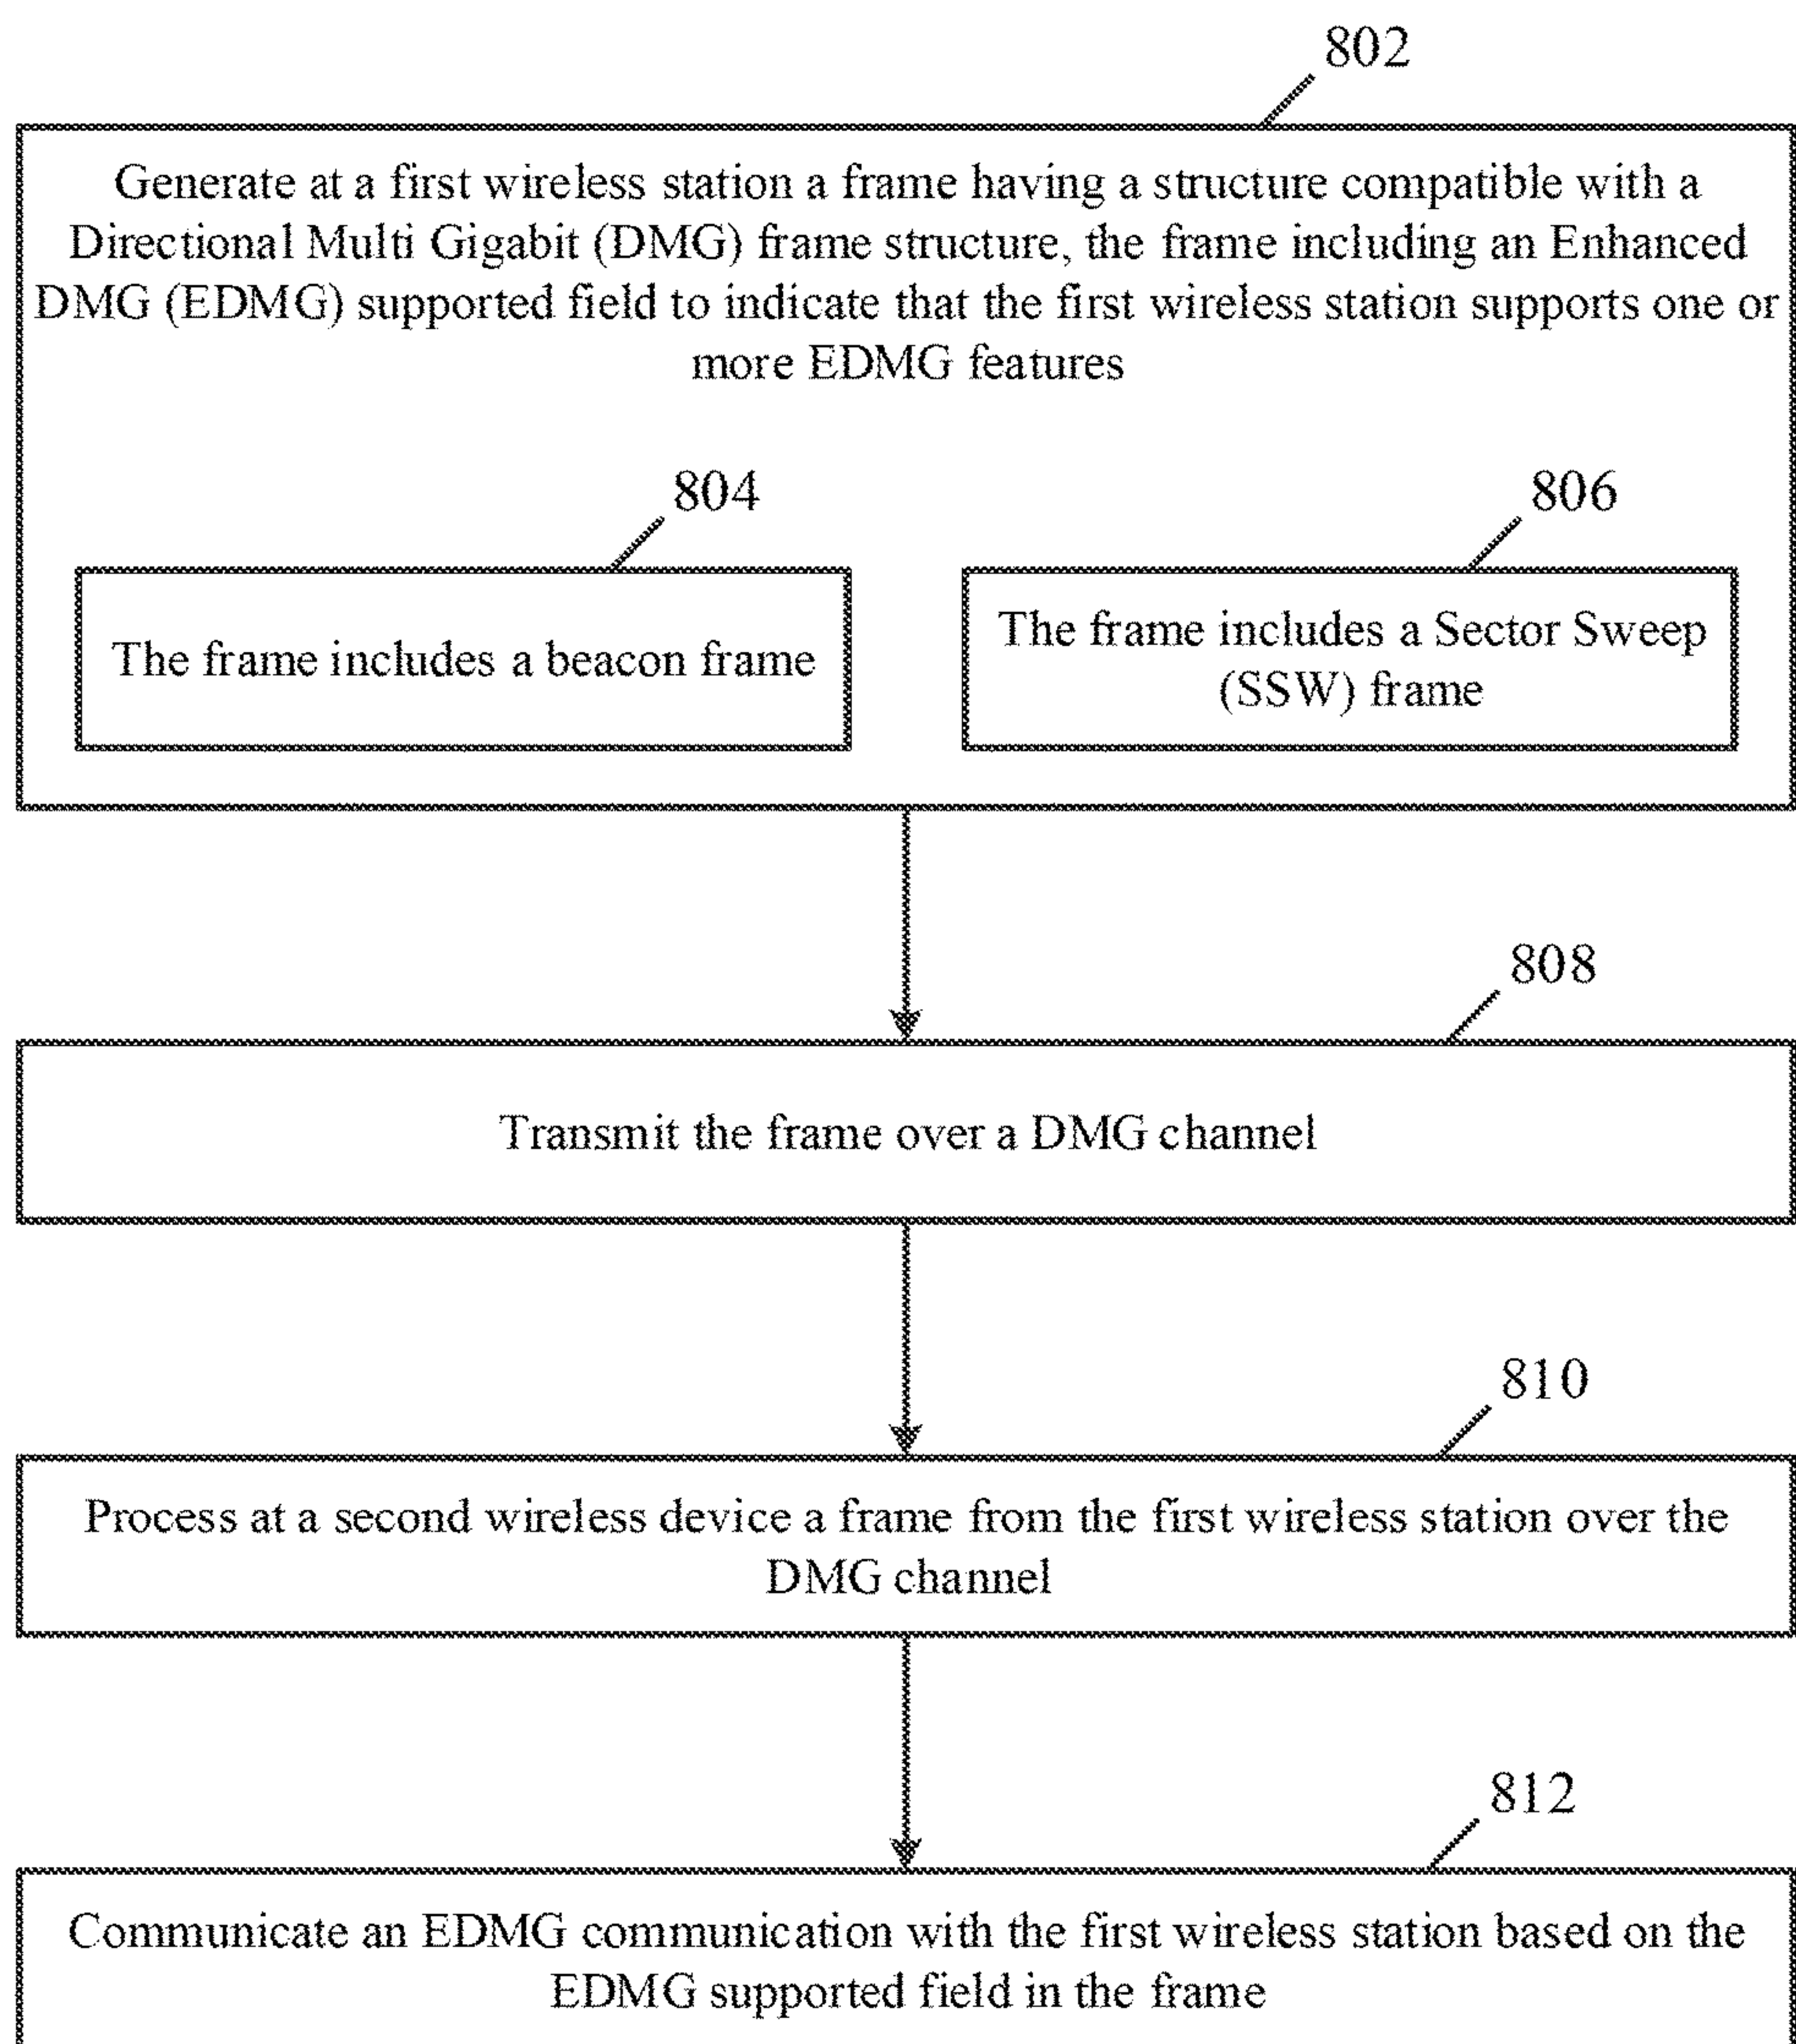 802
Generate at a first wireless station a frame having a structure compatible with a
Directional Multi Gigabit (DMG) frame structure, the frame including an Enhanced
DMG (EDMG) supported field to indicate that the first wireless station supports one or
more EDMG features
804
806
The frame includes a beacon frame
The frame includes a Sector Sweep
(SSW) frame
808
Transmit the frame over a DMG channel
810
Process at a second wireless device a frame from the first wireless station over the
DMG channel
812
Communicate an EDMG communication with the first wireless station based on the
EDMG supported field in the frame